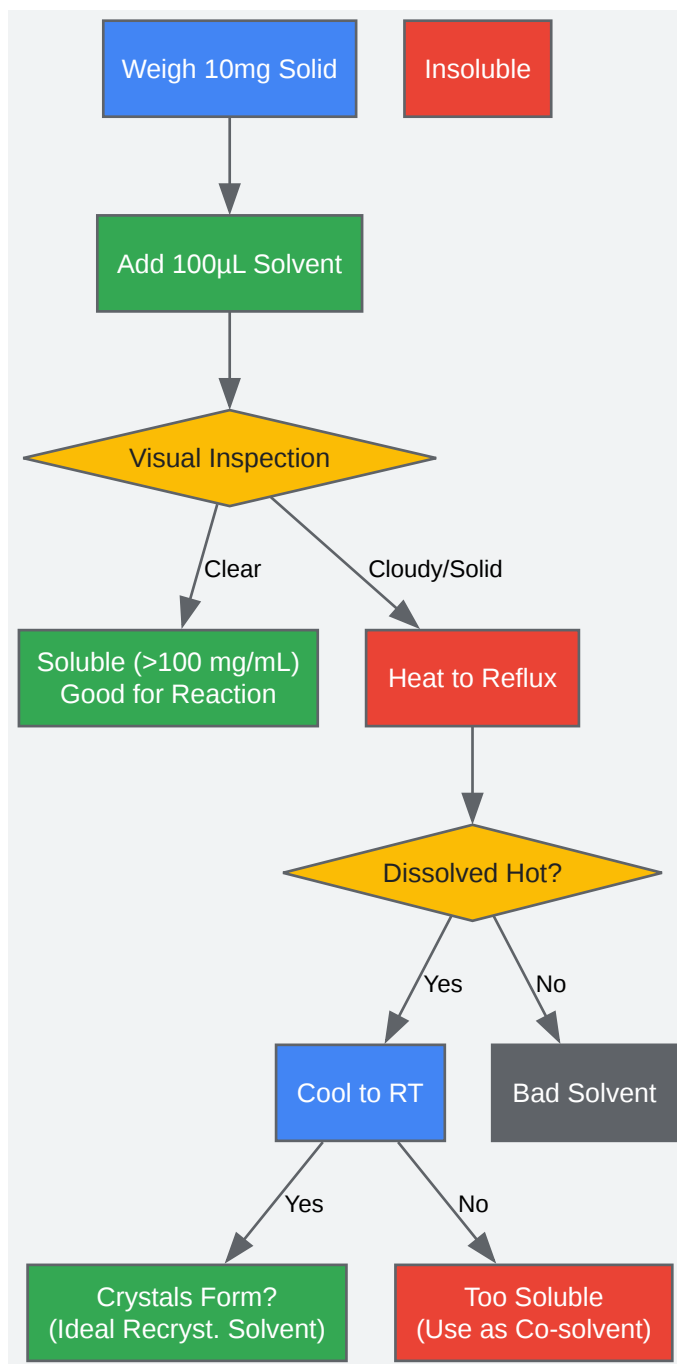 Weigh 10mg Solid
Insoluble
Add 100µL Solvent
Visual Inspection
Clear
Cloudy/Solid
Soluble (>100 mg/mL)
Good for Reaction
Heat to Reflux
Dissolved Hot?
Yes
No
Cool to RT
Bad Solvent
Yes
No
Crystals Form?
(Ideal Recryst. Solvent)
Too Soluble
(Use as Co-solvent)